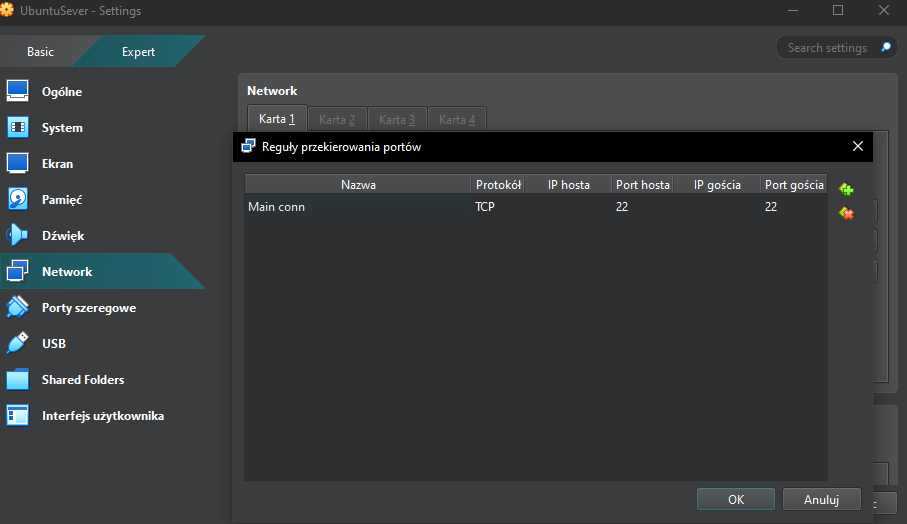 UbuntuSever - Settings
Basic
Expert
Search settings
Ogólne
System
Ekran
Pamięć
Dźwięk
Network
Porty szeregowe
USB
Shared Folders
Interfejs użytkownika
Network
Karta 1
Karta 2
Karta 3
Karta 4
Reguły przekierowania portów
Nazwa Protokół IP hosta Port hosta IP gościa Port gościa
Main conn TCP 22 22
OK
Anuluj